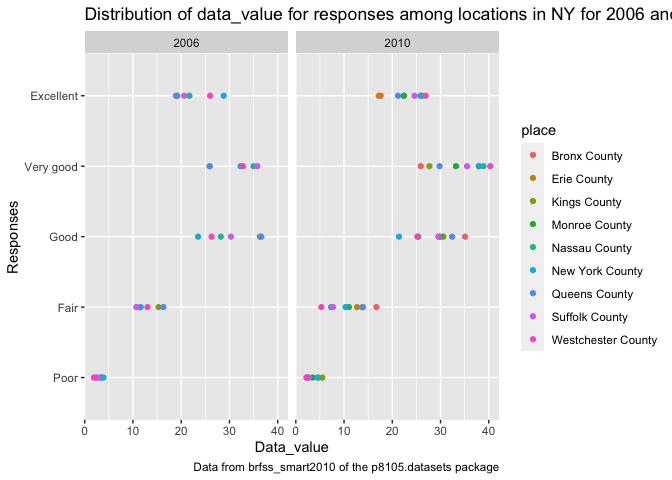 Distribution of data_value for responses among locations in NY for 2006 and
2006
2010
Excellent
Very good
Good
Fair
Poor
Responses
0 10 20 30 40
0 10 20 30 40
Data_value
Data from brfss_smart2010 of the p8105.datasets package
place
Bronx County
Erie County
Kings County
Monroe County
Nassau County
New York County
Queens County
Suffolk County
Westchester County